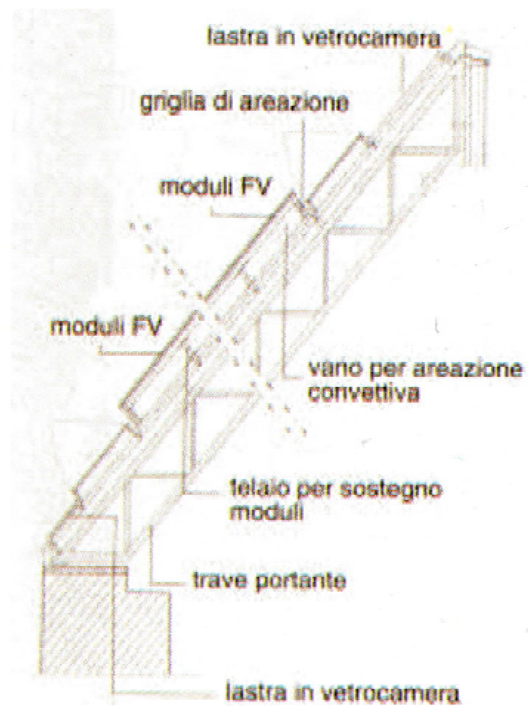 lastra in vetrocamera
griglia di areazione
moduli FV
moduli FV
vano per areazione
convettiva
telaio per sostegno
moduli
trave portante
lastra in vetrocamera